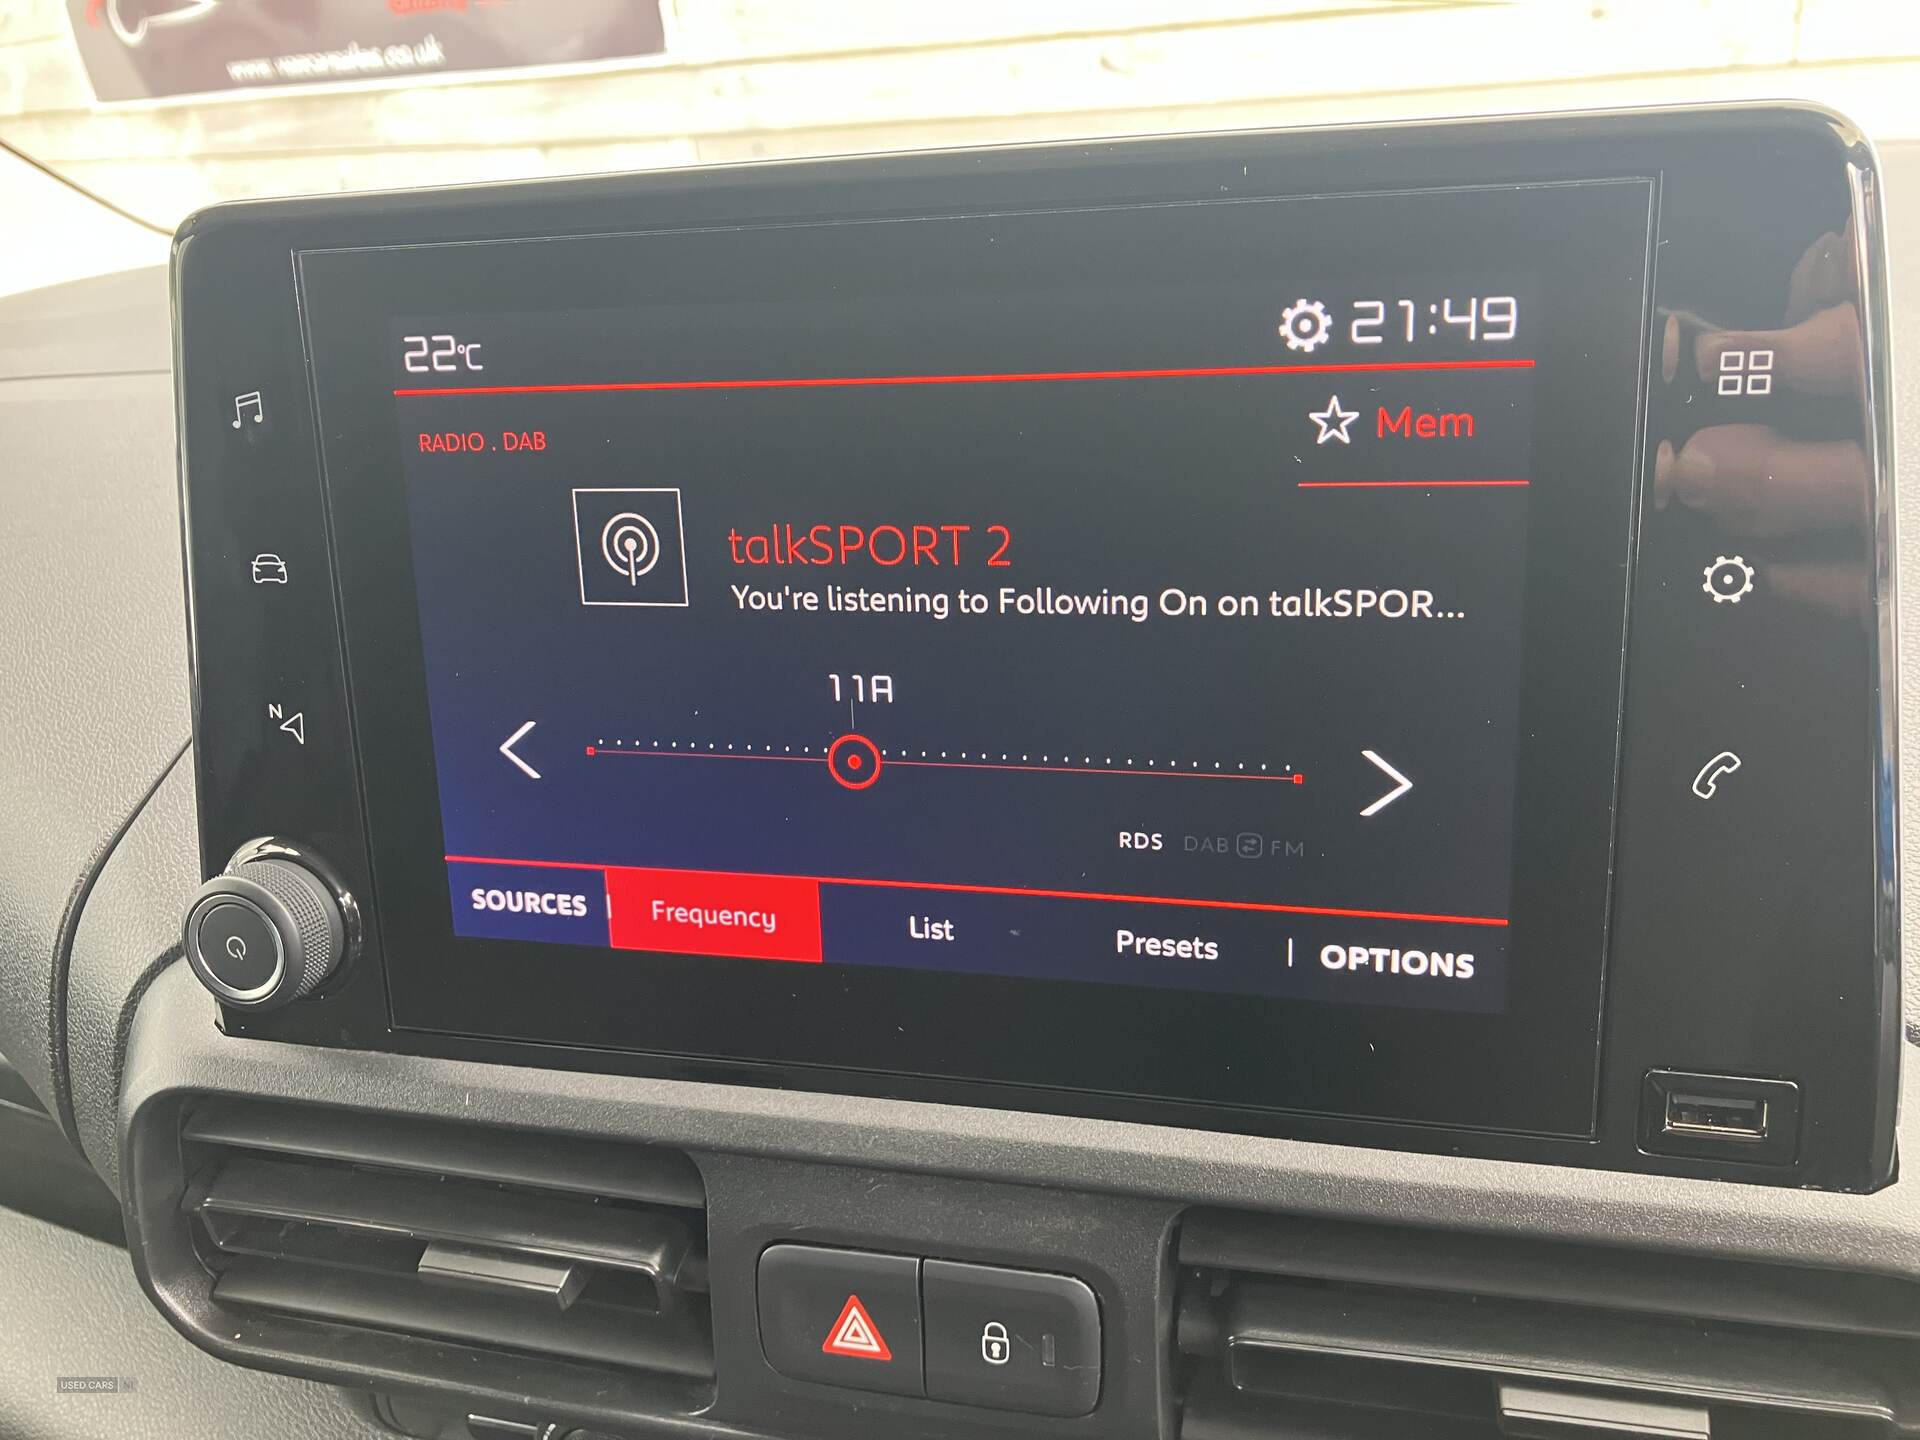 22°C
21:49
Mem
RADIO . DAB
talkSPORT 2
You're listening to Following On on talkSPOR...
11A
N
RDS DAB FM
SOURCES Frequency List Presets OPTIONS
USED CARS NI